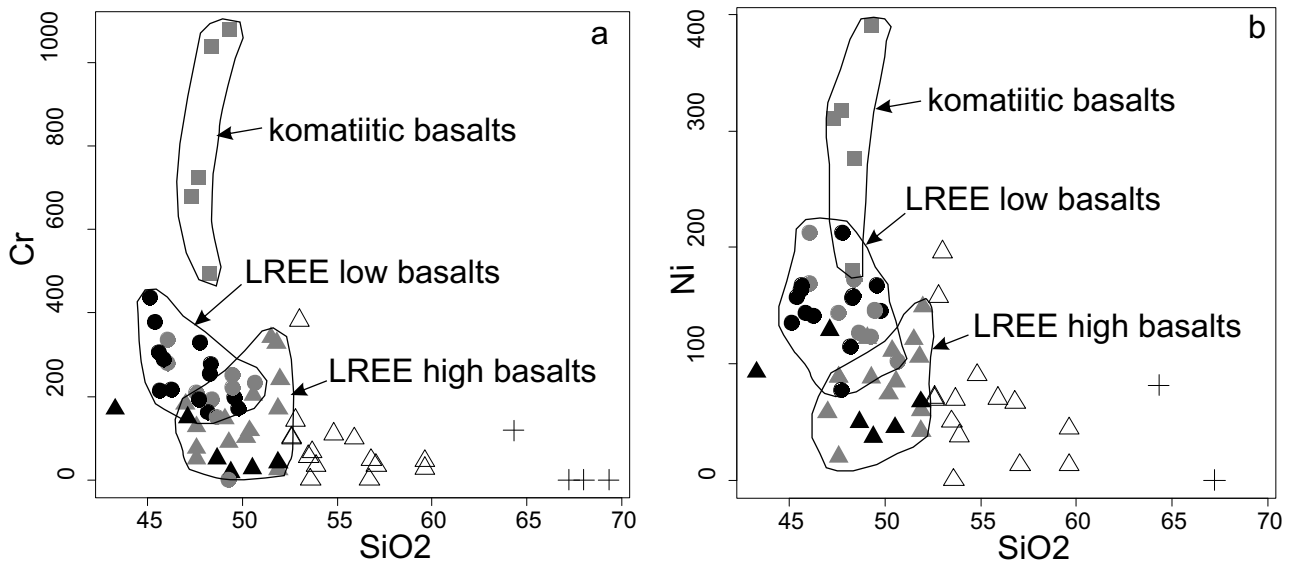 a
komatiitic basalts
LREE low basalts
LREE high basalts
Cr
0
200
400
600
800
1000
45
50
55
60
65
70
SiO2
b
komatiitic basalts
LREE low basalts
LREE high basalts
Ni
0
100
200
300
400
45
50
55
60
65
70
SiO2